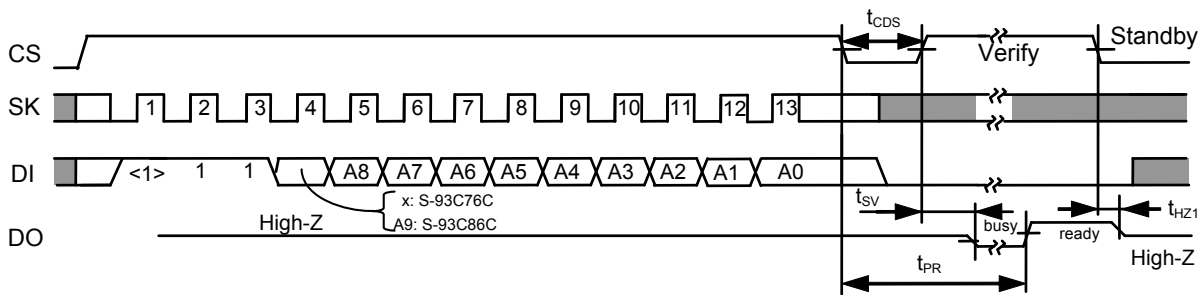 tCDS
CS Verify Standby
SK 1 2 3 4 5 6 7 8 9 10 11 12 13
DI <1> 1 1 A8 A7 A6 A5 A4 A3 A2 A1 A0
x: S-93C76C
A9: S-93C86C
tSV tHZ1
High-Z busy ready
DO High-Z
tPR